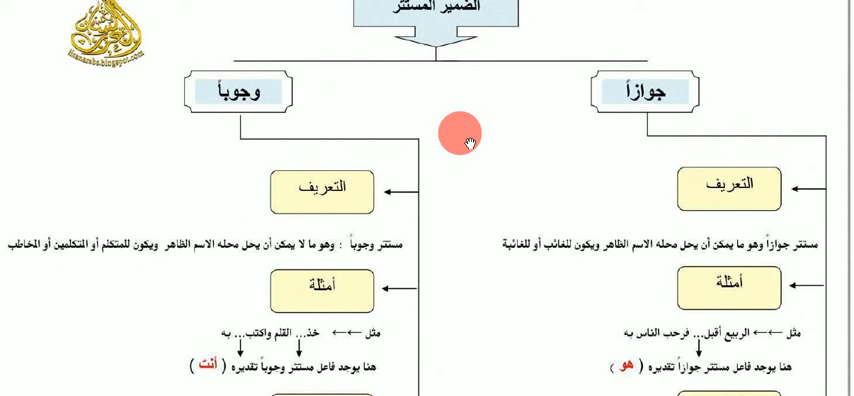 الضمير المستتر
جوازاً
وجوباً
التعريف
مستتر جوازاً وهو ما يمكن أن يحل محله الاسم الظاهر ويكون للغائب أو للغائبة
أمثلة
مثل ←← الربيع أقبل... فرحب الناس به
هنا يوجد فاعل مستتر جوازاً تقديره ( هو )
التعريف
مستتر وجوباً : وهو ما لا يمكن أن يحل محله الاسم الظاهر ويكون للمتكلم أو المتكلمين أو المخاطب
أمثلة
مثل ←← خذ... القلم واكتب... به
هنا يوجد فاعل مستتر وجوباً تقديره ( أنت )
lisanarabs.blogspot.com